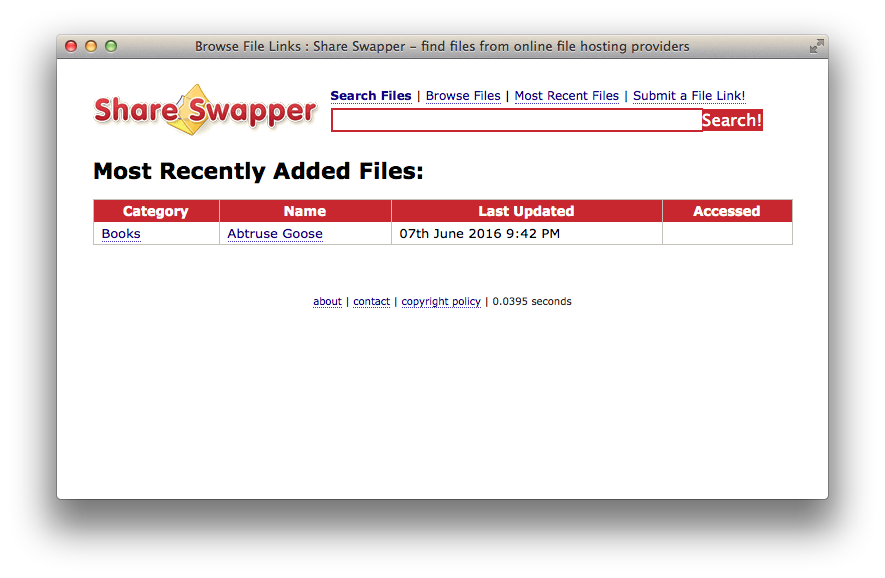 Browse File Links : Share Swapper – find files from online file hosting providers
Share Swapper
Search Files | Browse Files | Most Recent Files | Submit a File Link!
Search!
Most Recently Added Files:
Category Name Last Updated Accessed
Books Abtruse Goose 07th June 2016 9:42 PM
about | contact | copyright policy | 0.0395 seconds